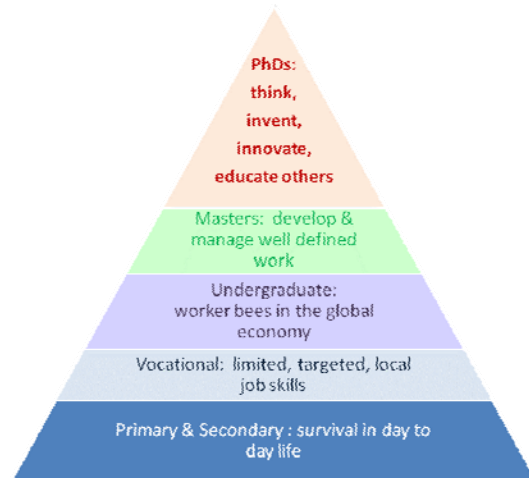 PhDs:
think,
invent,
innovate,
educate others
Masters: develop &
manage well defined
work
Undergraduate:
worker bees in the global
economy
Vocational: limited, targeted, local
job skills
Primary & Secondary : survival in day to
day life